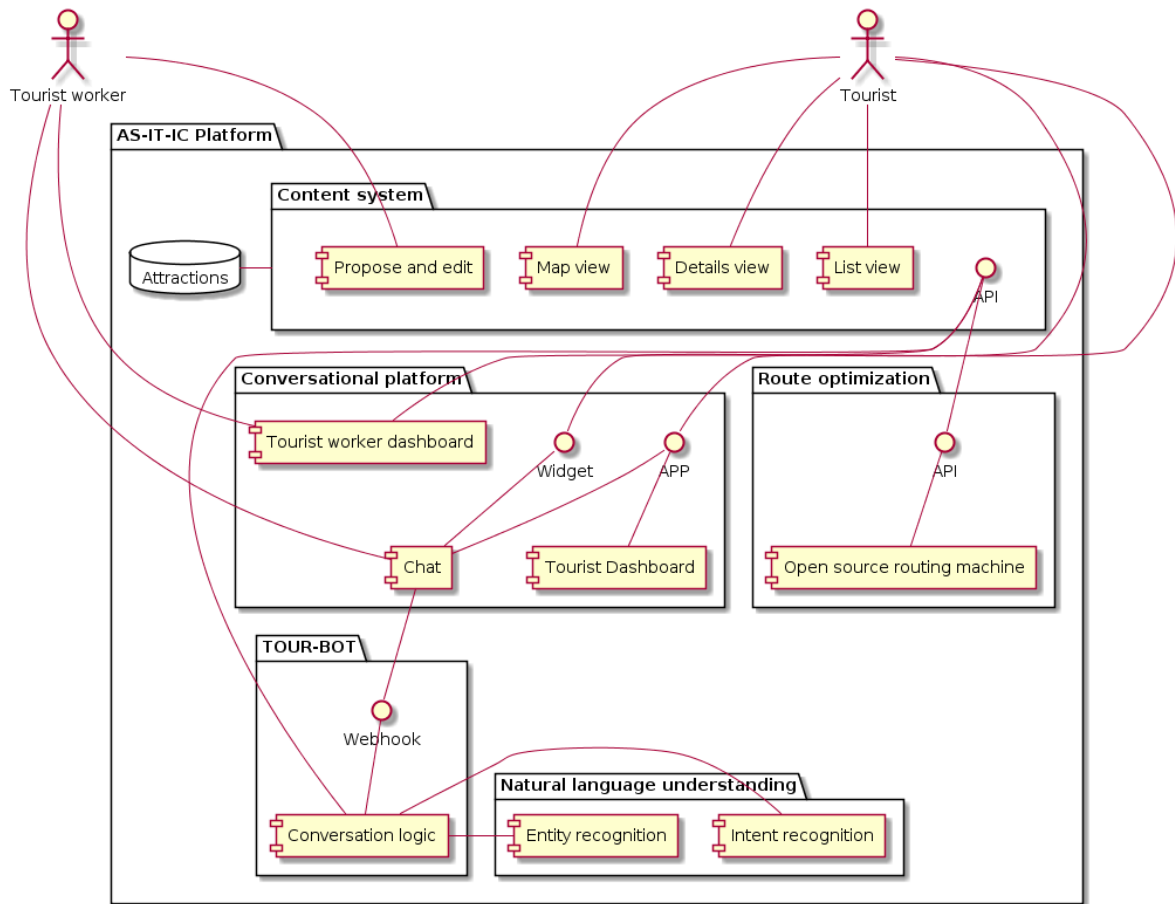 Tourist worker
Tourist
AS-IT-IC Platform
Content system
Attractions
Propose and edit
Map view
Details view
List view
API
Conversational platform
Route optimization
Tourist worker dashboard
Widget
APP
API
Chat
Tourist Dashboard
Open source routing machine
TOUR-BOT
Webhook
Natural language understanding
Conversation logic
Entity recognition
Intent recognition